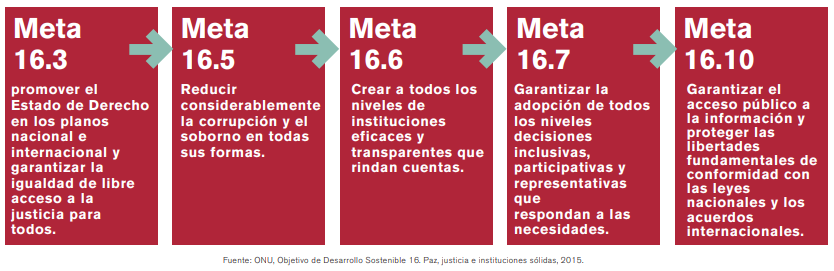 Meta
16.3
promover el
Estado de Derecho
en los planos
nacional e
internacional y
garantizar la
igualdad de libre
acceso a la
justicia para
todos.
Meta
16.5
Reducir
considerablemente
la corrupción y el
soborno en todas
sus formas.
Meta
16.6
Crear a todos los
niveles de
instituciones
eficaces y
transparentes que
rindan cuentas.
Meta
16.7
Garantizar la
adopción de todos
los niveles
decisiones
inclusivas,
participativas y
representativas
que
respondan a las
necesidades.
Meta
16.10
Garantizar el
acceso público a
la información y
proteger las
libertades
fundamentales de
conformidad con
las leyes
nacionales y los
acuerdos
internacionales.
Fuente: ONU, Objetivo de Desarrollo Sostenible 16. Paz, justicia e instituciones sólidas, 2015.